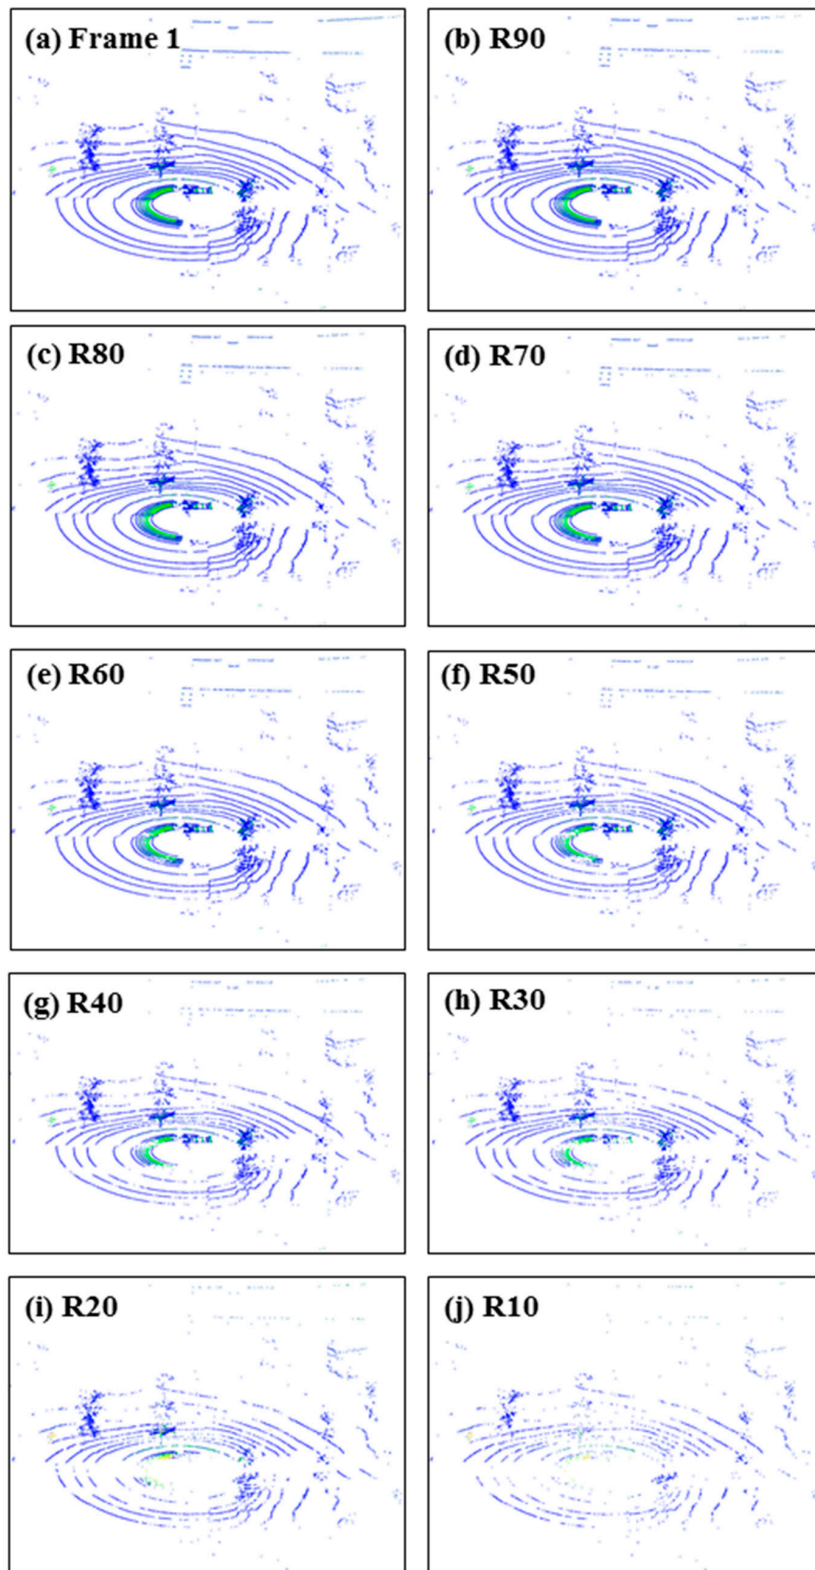 (a) Frame 1
(b) R90
(c) R80
(d) R70
(e) R60
(f) R50
(g) R40
(h) R30
(i) R20
(j) R10